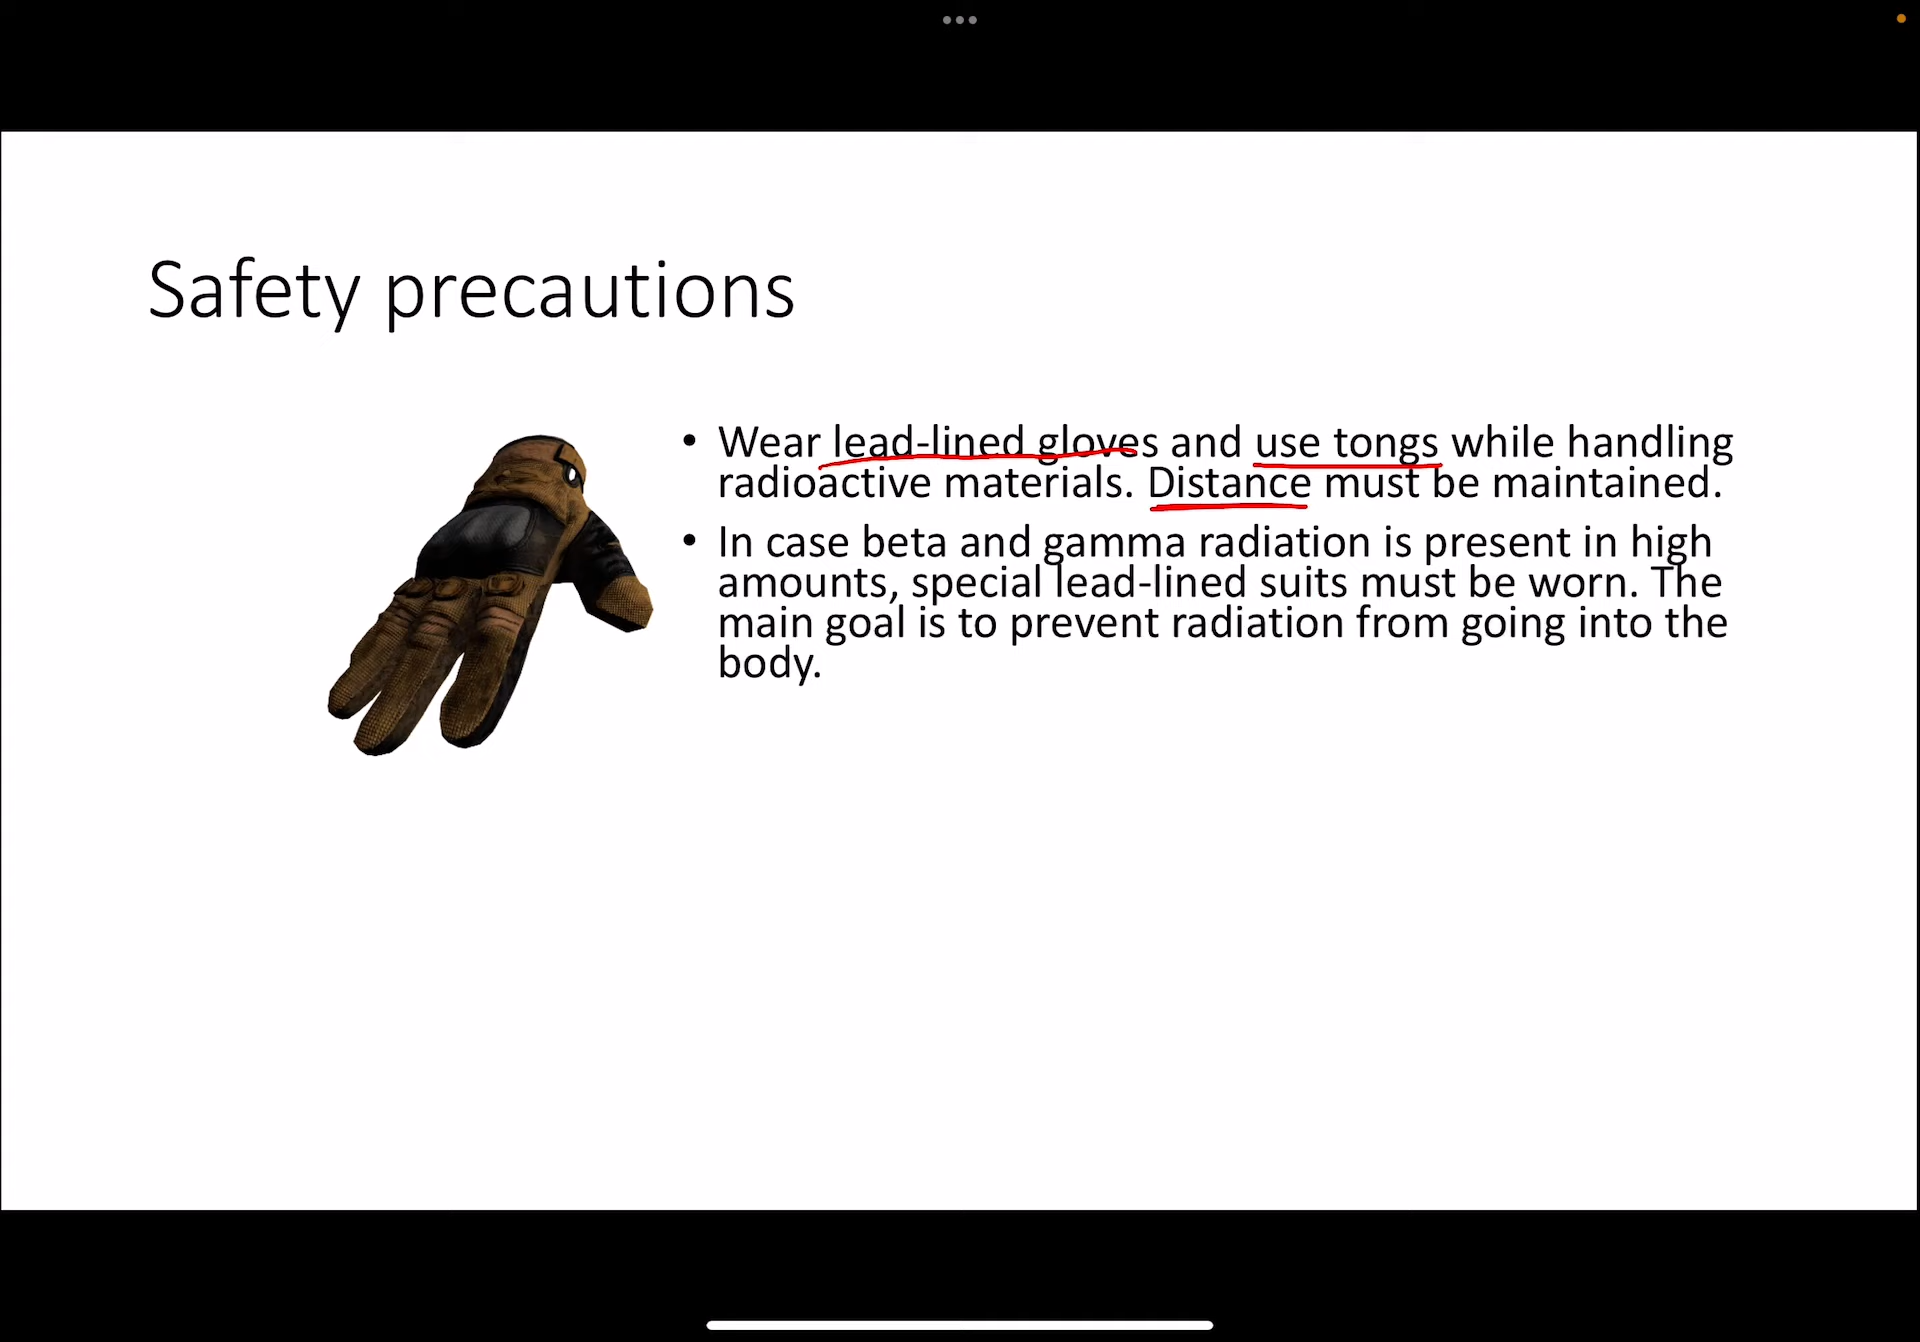 Safety precautions
• Wear lead-lined gloves and use tongs while handling
radioactive materials. Distance must be maintained.
• In case beta and gamma radiation is present in high
amounts, special lead-lined suits must be worn. The
main goal is to prevent radiation from going into the
body.